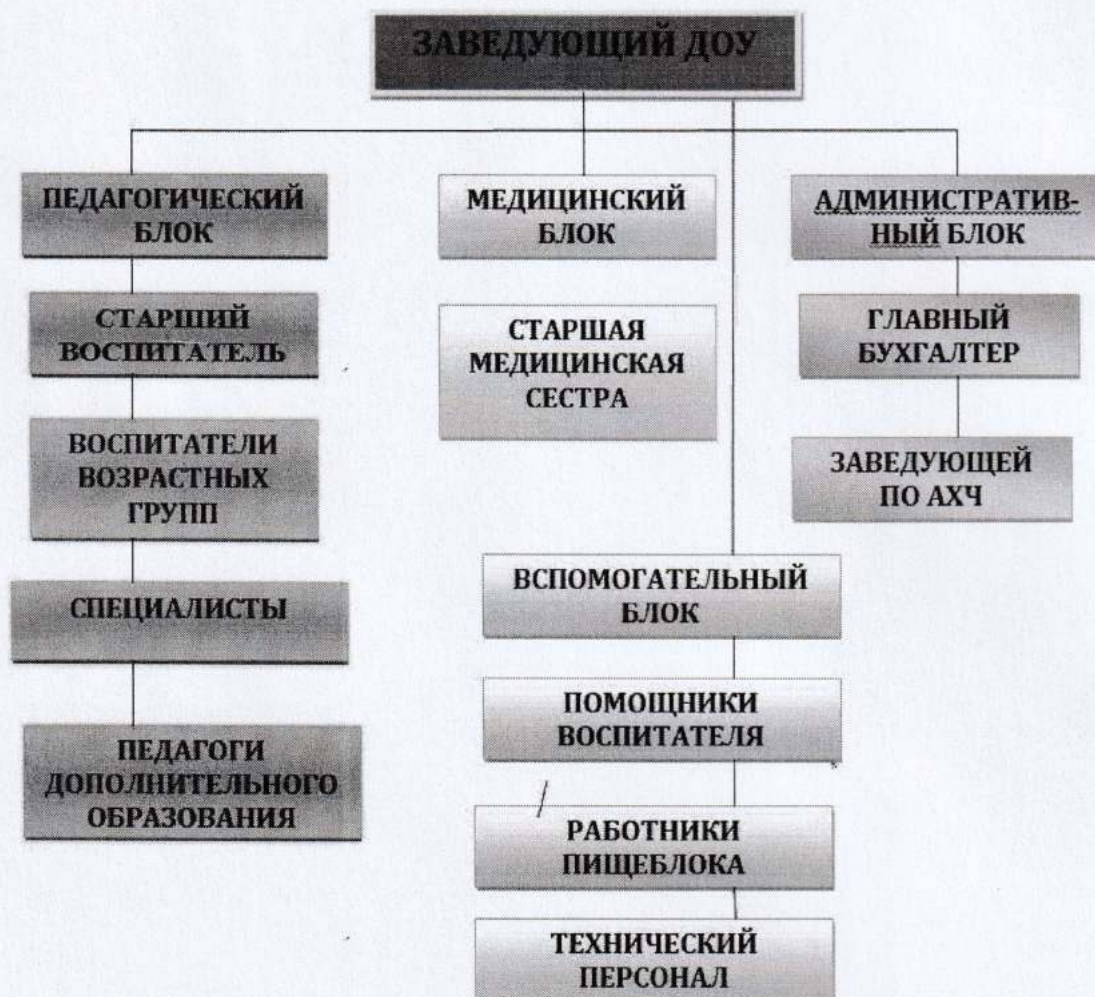 ЗАВЕДУЮЩИЙ ДОУ
ПЕДАГОГИЧЕСКИЙ
БЛОК
СТАРШИЙ
ВОСПИТАТЕЛЬ
ВОСПИТАТЕЛИ
ВОЗРАСТНЫХ
ГРУПП
СПЕЦИАЛИСТЫ
ПЕДАГОГИ
ДОПОЛНИТЕЛЬНОГО
ОБРАЗОВАНИЯ
МЕДИЦИНСКИЙ
БЛОК
СТАРШАЯ
МЕДИЦИНСКАЯ
СЕСТРА
ВСПОМОГАТЕЛЬНЫЙ
БЛОК
ПОМОЩНИКИ
ВОСПИТАТЕЛЯ
РАБОТНИКИ
ПИЩЕБЛОКА
ТЕХНИЧЕСКИЙ
ПЕРСОНАЛ
АДМИНИСТРАТИВ-
НЫЙ БЛОК
ГЛАВНЫЙ
БУХГАЛТЕР
ЗАВЕДУЮЩЕЙ
ПО АХЧ